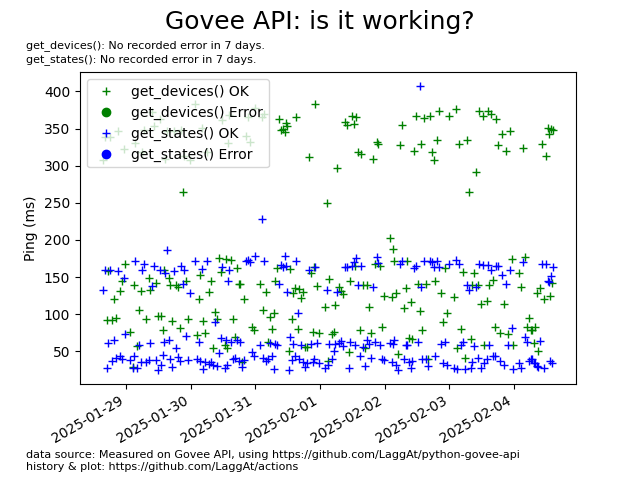 Govee API: is it working?
get_devices(): No recorded error in 7 days.
get_states(): No recorded error in 7 days.
get_devices() OK
get_devices() Error
get_states() OK
get_states() Error
Ping (ms)
400
350
300
250
200
150
100
50
2025-01-29
2025-01-30
2025-01-31
2025-02-01
2025-02-02
2025-02-03
2025-02-04
data source: Measured on Govee API, using https://github.com/LaggAt/python-govee-api
history & plot: https://github.com/LaggAt/actions